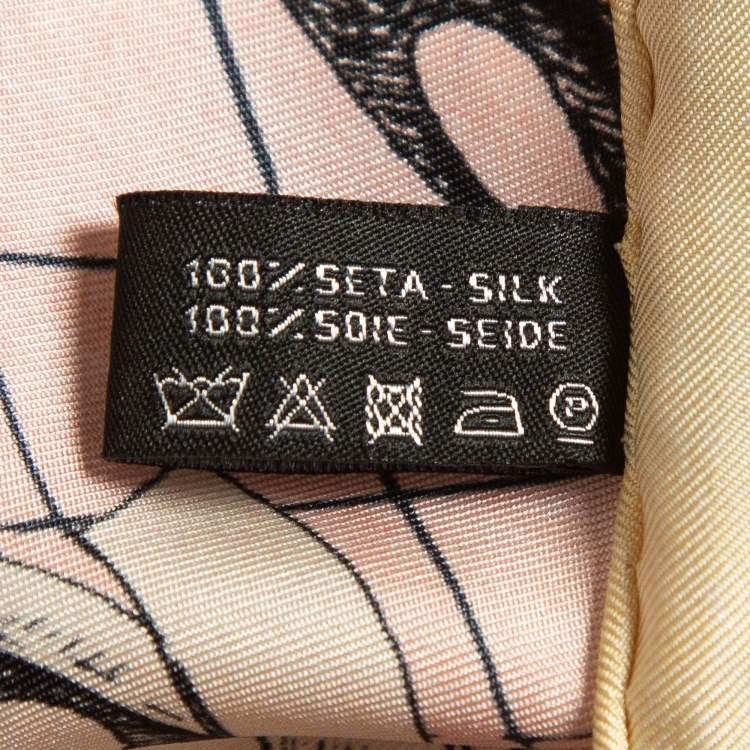 100% SETA - SILK
100% SOIE - SEIDE
P